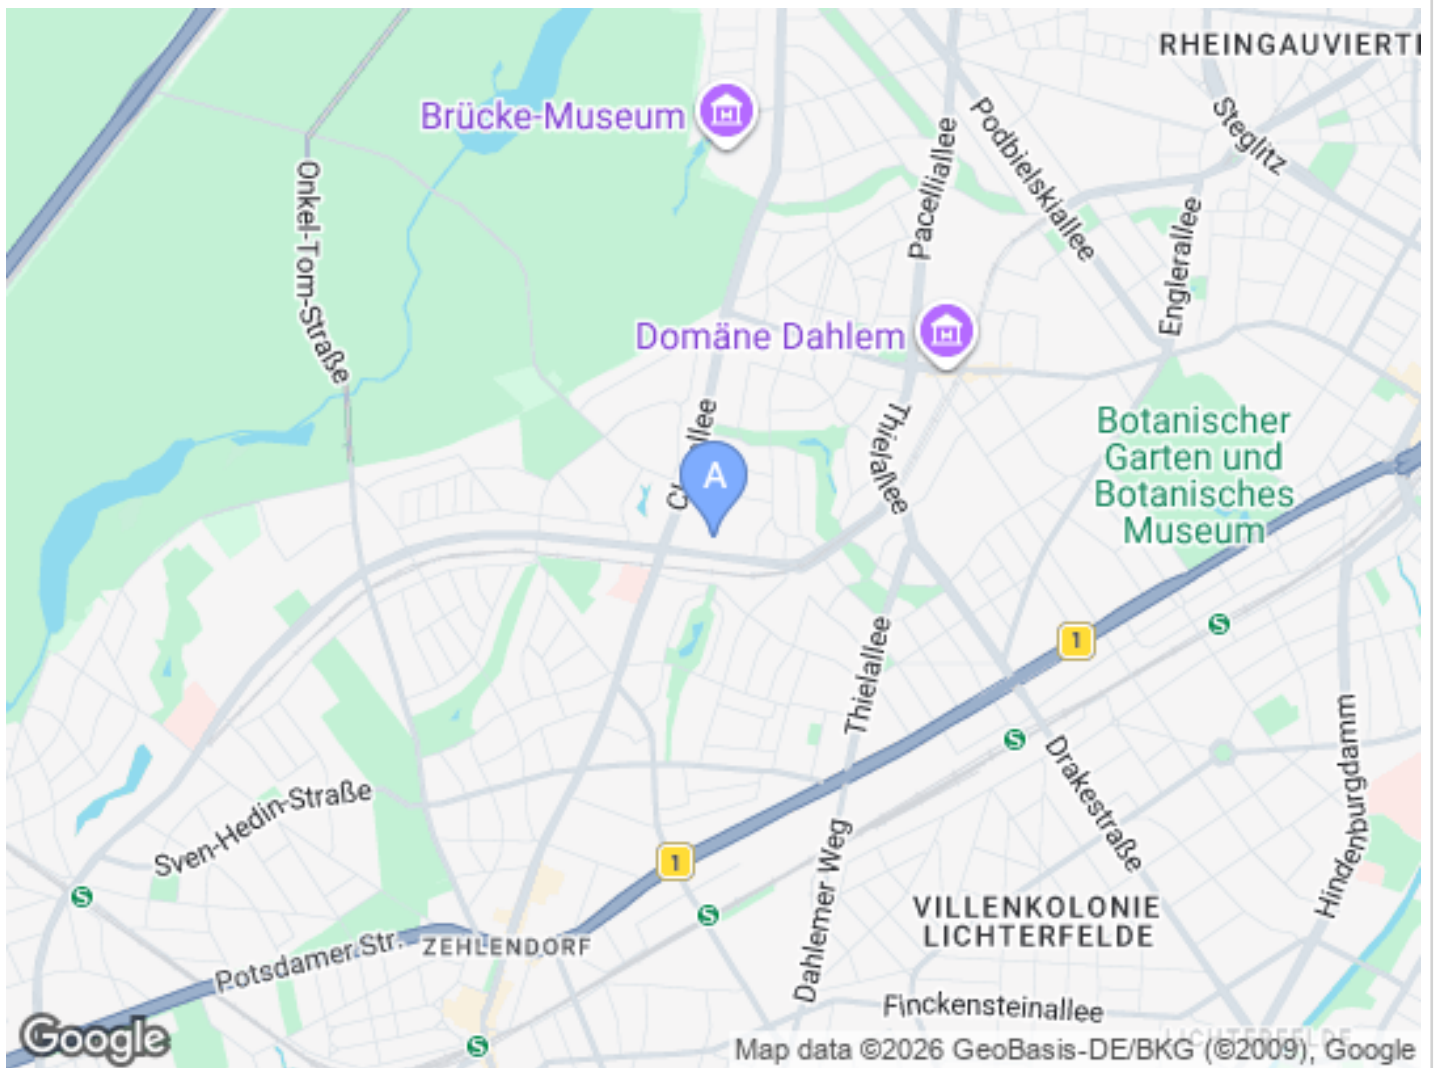 RHEINGAUVIERTE
Brücke-Museum
Steglitz
Podbielskiallee
Pacelliallee
Onkel-Tom-Straße
Englerallee
Domäne Dahlem
Thielallee
Botanischer
Garten und
Botanisches
Museum
A
1
S
Thielallee
S
Drakestraße
Hindenburgdamm
Sven-Hedin-Straße
1
Dahlemer Weg
S
S
VILLENKOLONIE
LICHTERFELDE
Potsdamer Str.
ZEHLENDORF
Finckensteinallee
S
LICHTERFELDE
Google
Map data ©2026 GeoBasis-DE/BKG (©2009), Google